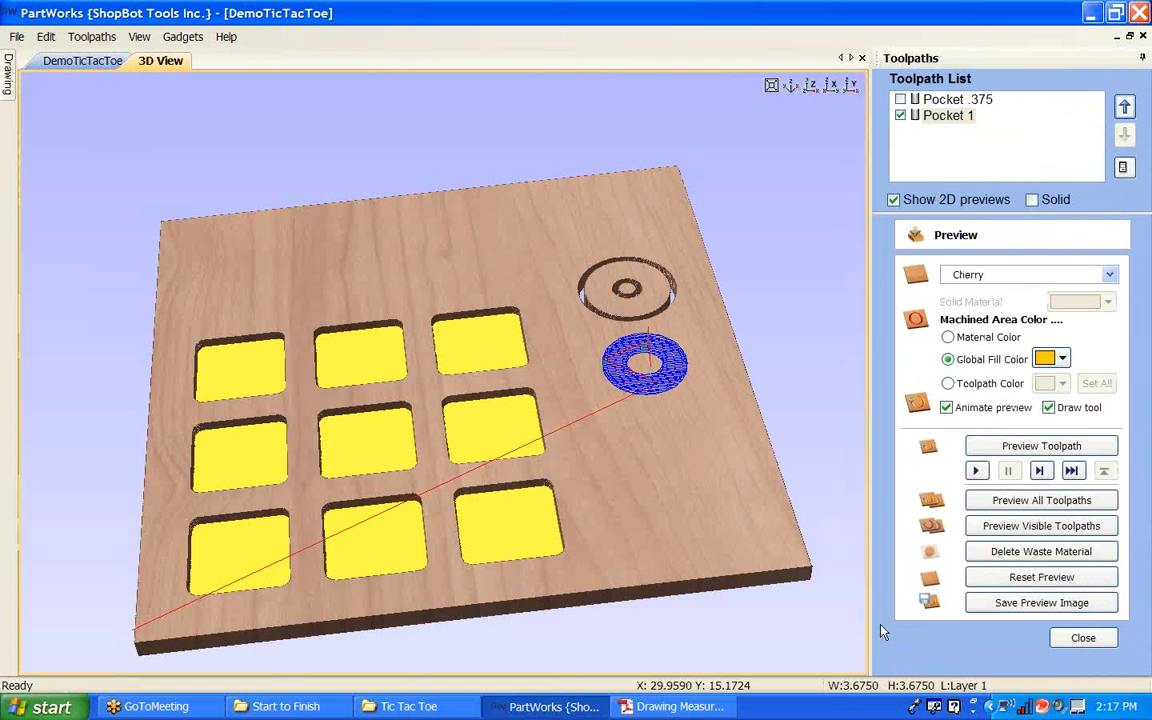 PartWorks {ShopBot Tools Inc.} - [DemoTicTacToe]
File Edit Toolpaths View Gadgets Help
Drawing
DemoTicTacToe 3D View
Z X Y
Toolpaths
Toolpath List
Pocket .375
Pocket 1
Show 2D previews Solid
Preview
Cherry
Solid Material!
Machined Area Color ....
Material Color
Global Fill Color
Toolpath Color Set All
Animate preview Draw tool
Preview Toolpath
Preview All Toolpaths
Preview Visible Toolpaths
Delete Waste Material
Reset Preview
Save Preview Image
Close
Ready X: 29.9590 Y: 15.1724 W:3.6750 H:3.6750 L:Layer 1
start GoToMeeting Start to Finish Tic Tac Toe PartWorks {Sho... Drawing Measur... 2:17 PM